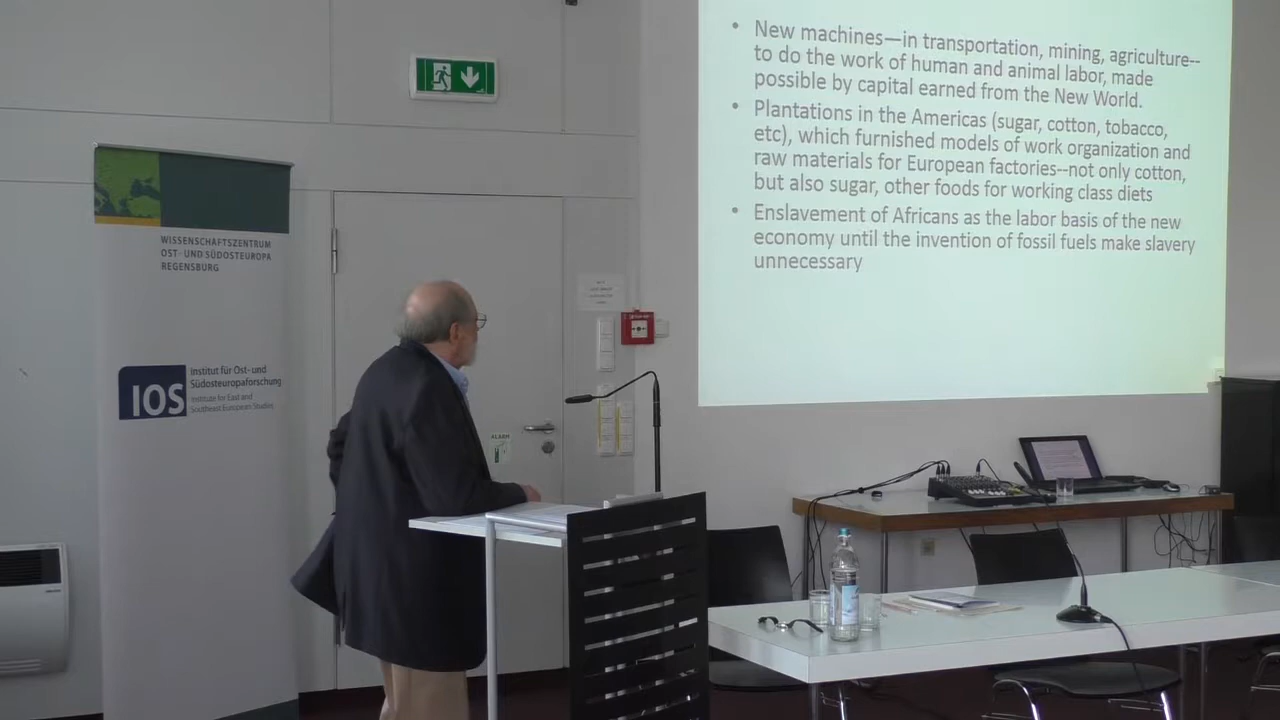 • New machines—in transportation, mining, agriculture--
to do the work of human and animal labor, made
possible by capital earned from the New World.
• Plantations in the Americas (sugar, cotton, tobacco,
etc), which furnished models of work organization and
raw materials for European factories--not only cotton,
but also sugar, other foods for working class diets
• Enslavement of Africans as the labor basis of the new
economy until the invention of fossil fuels make slavery
unnecessary
WISSENSCHAFTSZENTRUM
OST- UND SÜDOSTEUROPA
REGENSBURG
IOS
Institut für Ost- und
Südosteuropaforschung
Institute for East and
Southeast European Studies
ALARM